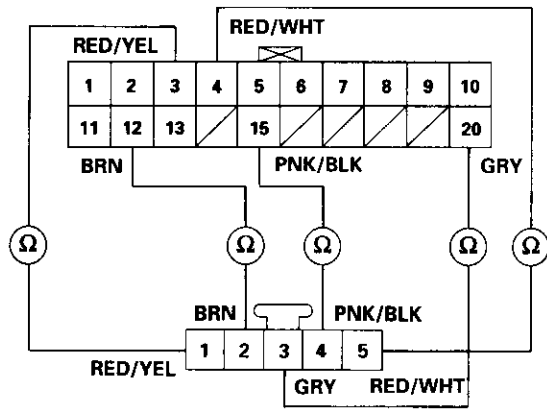 RED/WHT
RED/YEL
1 2 3 4 5 6 7 8 9 10
11 12 13 15 20
BRN PNK/BLK GRY
Ω Ω Ω Ω Ω
BRN PNK/BLK
1 2 3 4 5
RED/YEL GRY RED/WHT